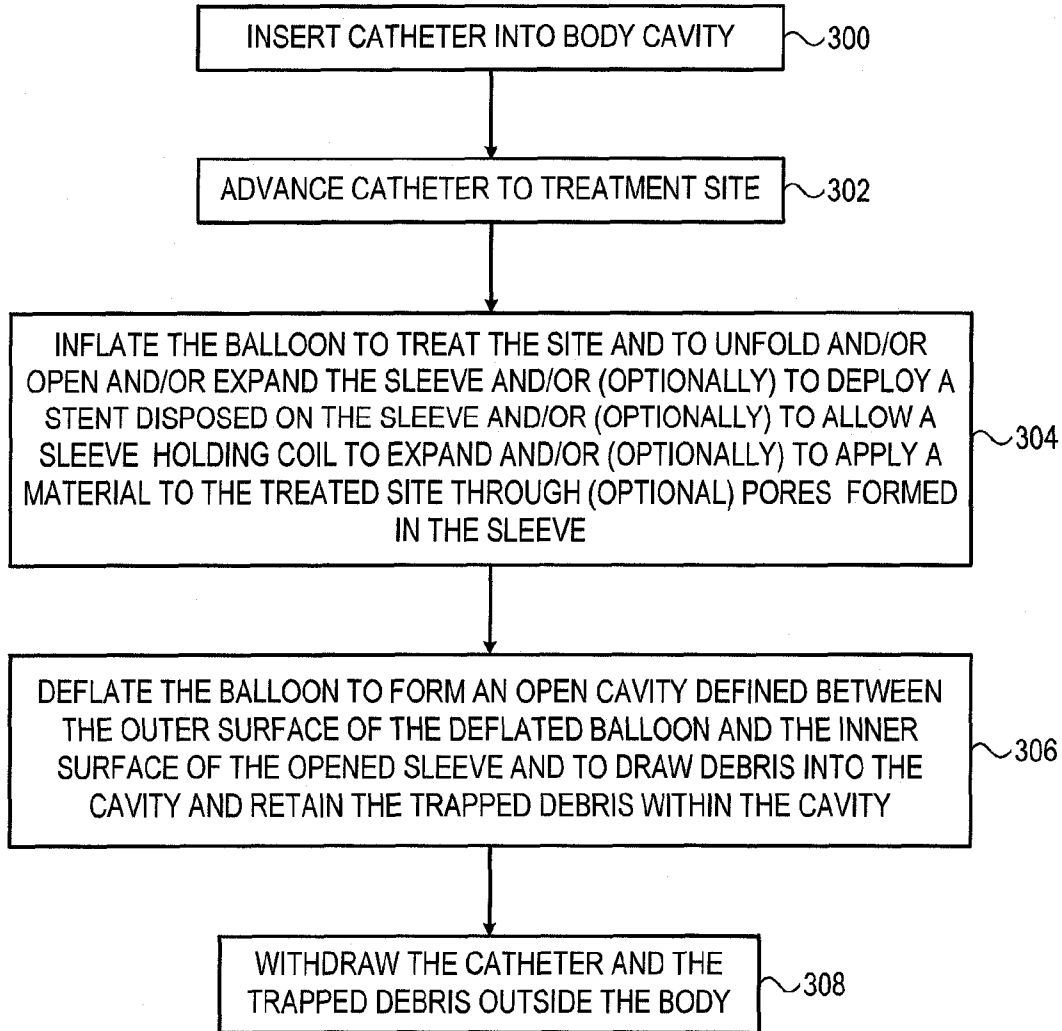 INSERT CATHETER INTO BODY CAVITY
300
ADVANCE CATHETER TO TREATMENT SITE
302
INFLATE THE BALLOON TO TREAT THE SITE AND TO UNFOLD AND/OR
OPEN AND/OR EXPAND THE SLEEVE AND/OR (OPTIONALLY) TO DEPLOY A
STENT DISPOSED ON THE SLEEVE AND/OR (OPTIONALLY) TO ALLOW A
SLEEVE HOLDING COIL TO EXPAND AND/OR (OPTIONALLY) TO APPLY A
MATERIAL TO THE TREATED SITE THROUGH (OPTIONAL) PORES FORMED
IN THE SLEEVE
304
DEFLATE THE BALLOON TO FORM AN OPEN CAVITY DEFINED BETWEEN
THE OUTER SURFACE OF THE DEFLATED BALLOON AND THE INNER
SURFACE OF THE OPENED SLEEVE AND TO DRAW DEBRIS INTO THE
CAVITY AND RETAIN THE TRAPPED DEBRIS WITHIN THE CAVITY
306
WITHDRAW THE CATHETER AND THE
TRAPPED DEBRIS OUTSIDE THE BODY
308